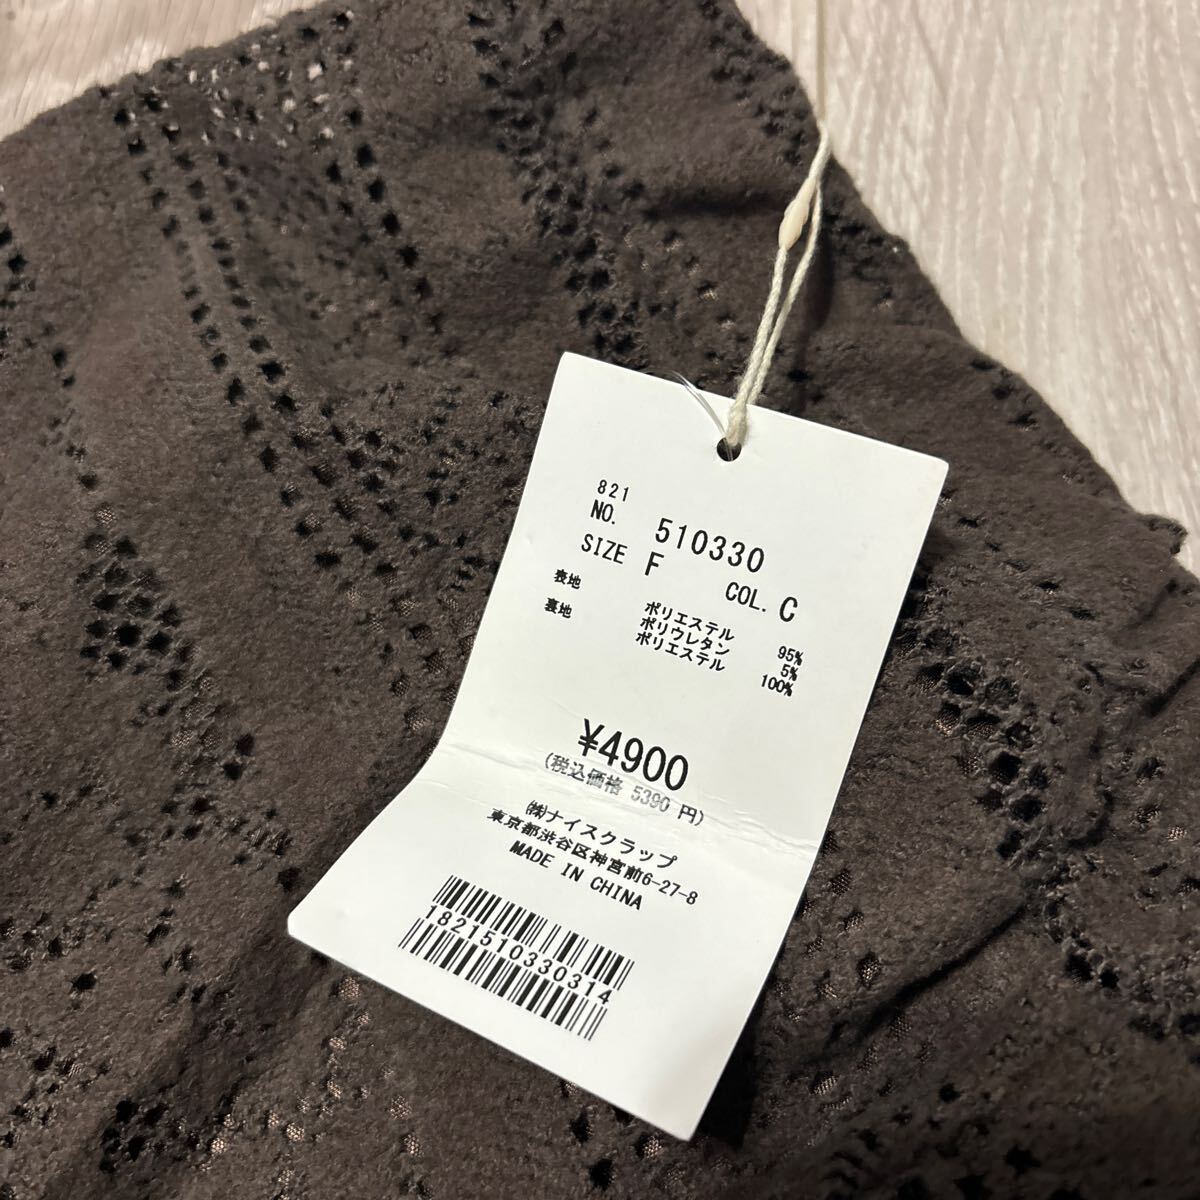 821
NO. 510330
SIZE F COL. C
表地 ポリエステル 95%
ポリウレタン 5%
裏地 ポリエステル 100%
¥4900
(税込価格 5390 円)
㈱ナイスクラップ
東京都渋谷区神宮前6-27-8
MADE IN CHINA
1821510330314